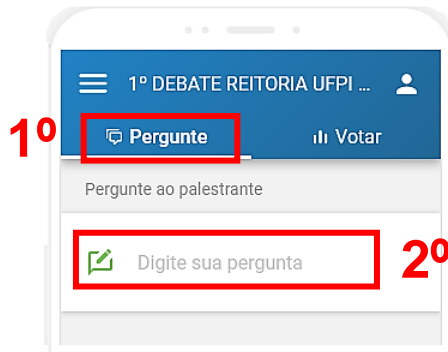 1º DEBATE REITORIA UFPI ...
1º
Pergunte
Votar
Pergunte ao palestrante
Digite sua pergunta
2º